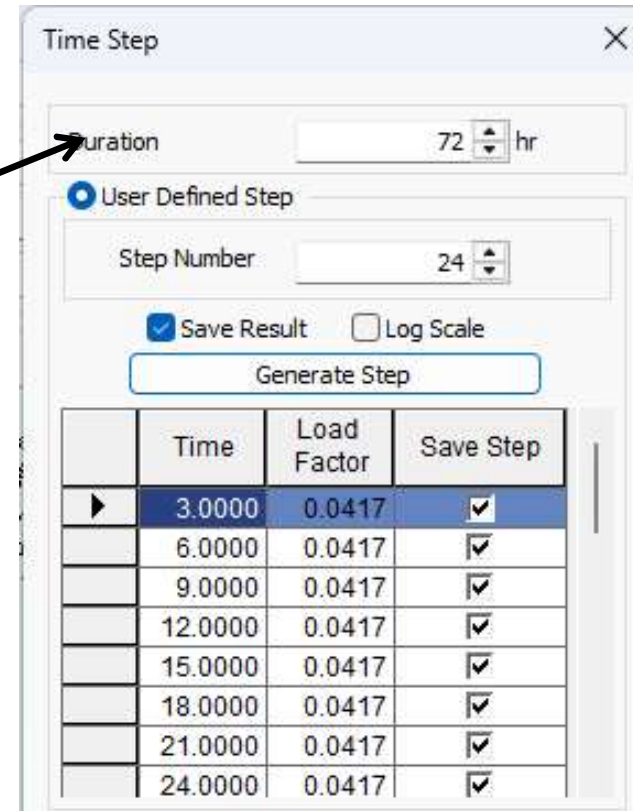 Time Step
Duration 72 hr
User Defined Step
Step Number 24
Save Result Log Scale
Generate Step
Time Load Factor Save Step
3.0000 0.0417
6.0000 0.0417
9.0000 0.0417
12.0000 0.0417
15.0000 0.0417
18.0000 0.0417
21.0000 0.0417
24.0000 0.0417